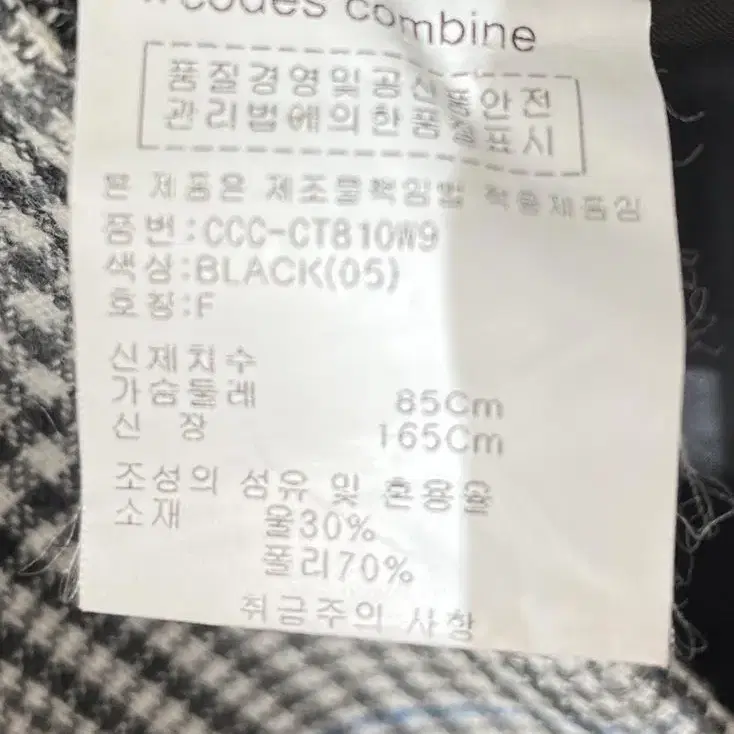 codes combine
품질경영및공산품안전
관리법에의한품질표시
본 제품은 제조물책임법 적용제품임
품번:CCC-CT810W9
색상:BLACK(05)
호칭:F
신체치수
가슴둘레 85Cm
신 장 165Cm
조성의 섬유 및 혼용율
소재 울30%
폴리70%
취급주의 사항